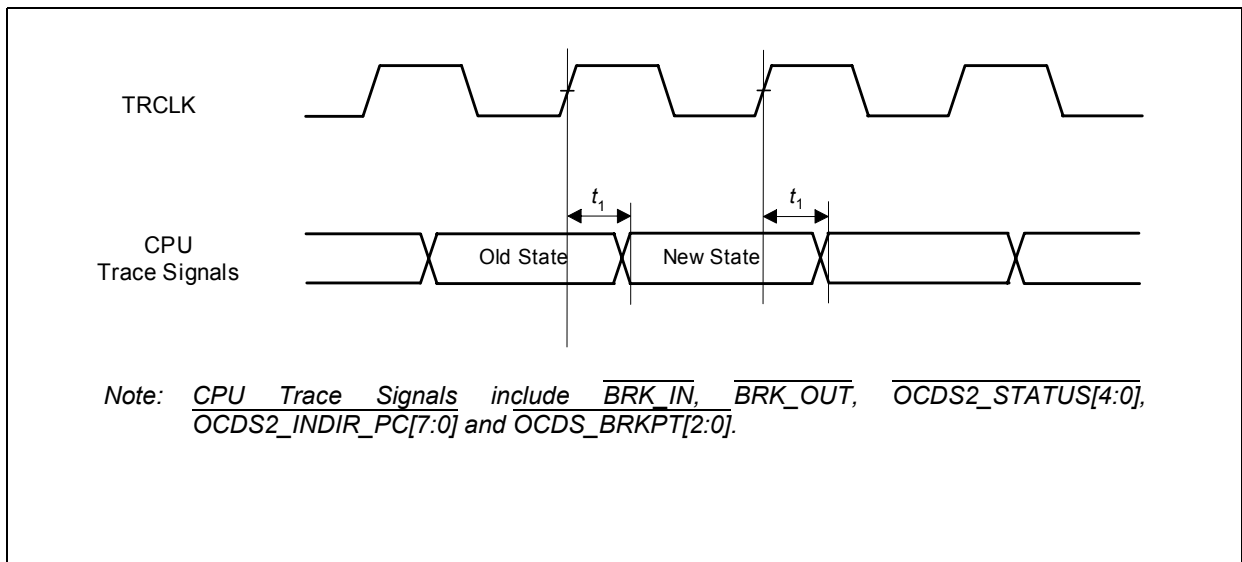 TRCLK
t1 t1
CPU
Trace Signals
Old State New State
Note: CPU Trace Signals include BRK_IN, BRK_OUT, OCDS2_STATUS[4:0],
OCDS2_INDIR_PC[7:0] and OCDS_BRKPT[2:0].